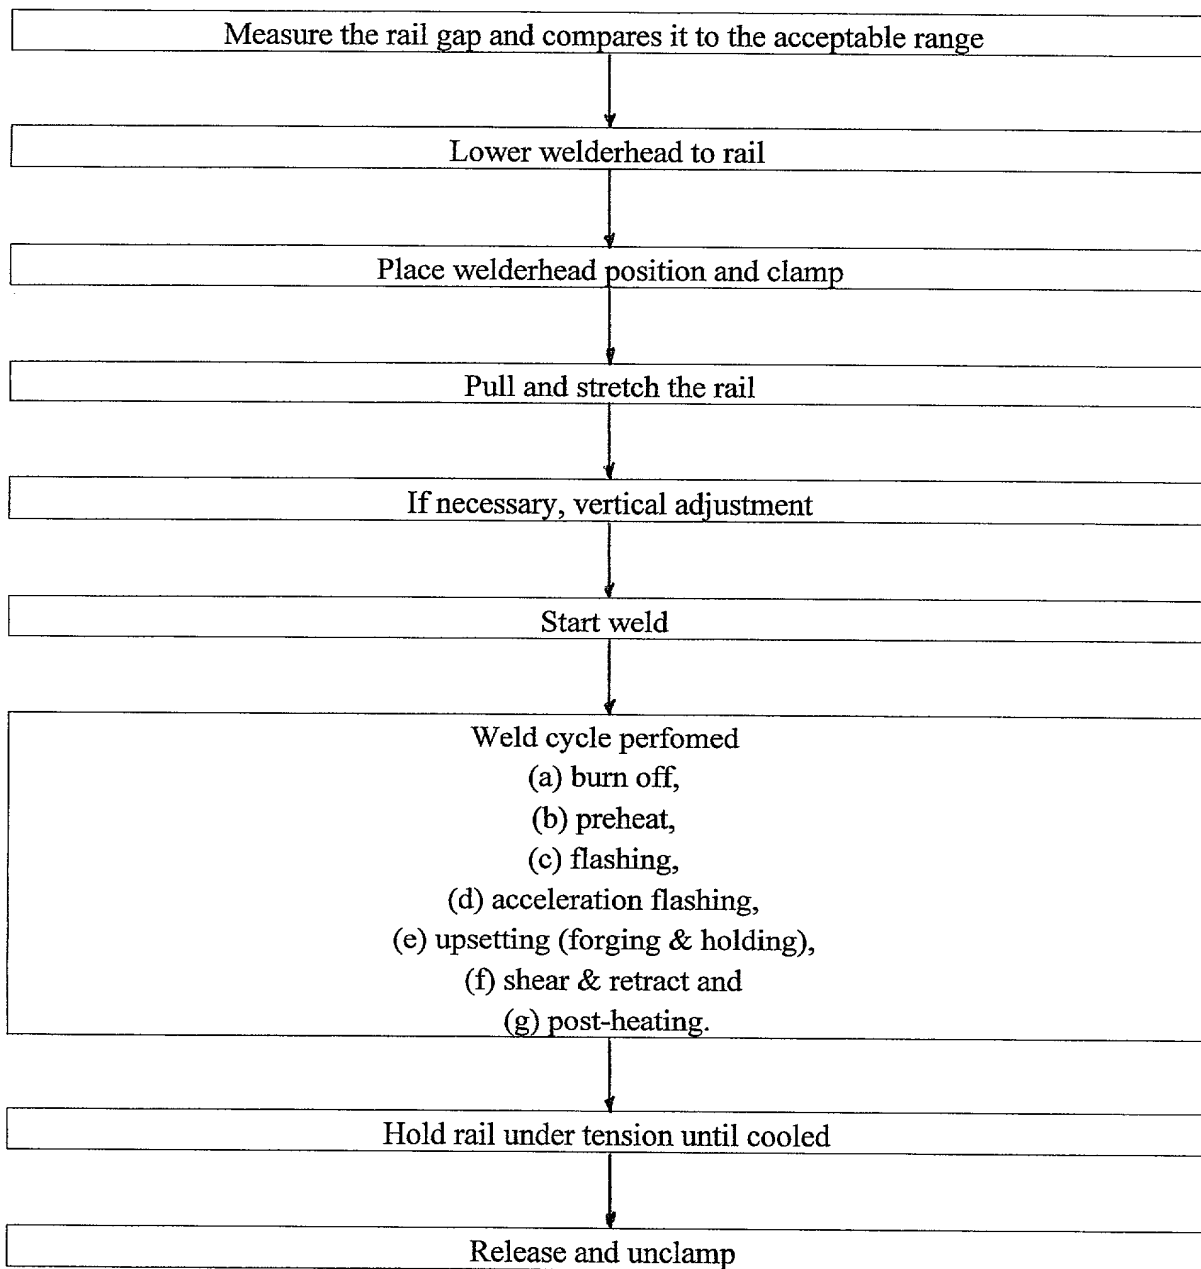 Measure the rail gap and compares it to the acceptable range
Lower welderhead to rail
Place welderhead position and clamp
Pull and stretch the rail
If necessary, vertical adjustment
Start weld
Weld cycle perfomed
(a) burn off,
(b) preheat,
(c) flashing,
(d) acceleration flashing,
(e) upsetting (forging & holding),
(f) shear & retract and
(g) post-heating.
Hold rail under tension until cooled
Release and unclamp